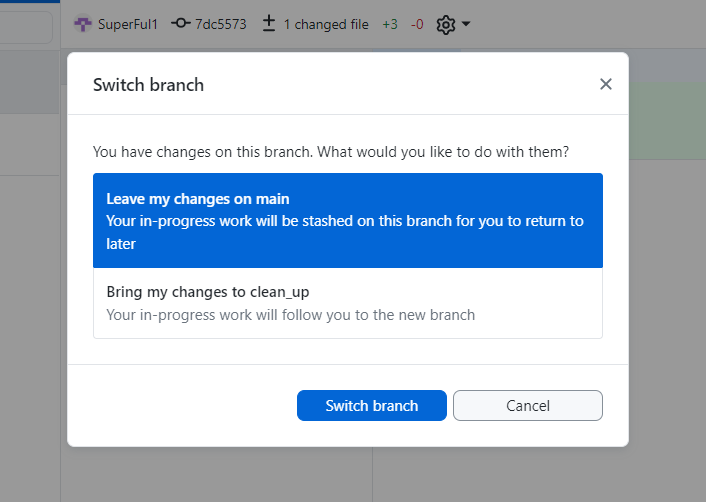 SuperFul1 7dc5573 1 changed file +3 -0
Switch branch
You have changes on this branch. What would you like to do with them?
Leave my changes on main
Your in-progress work will be stashed on this branch for you to return to
later
Bring my changes to clean_up
Your in-progress work will follow you to the new branch
Switch branch Cancel